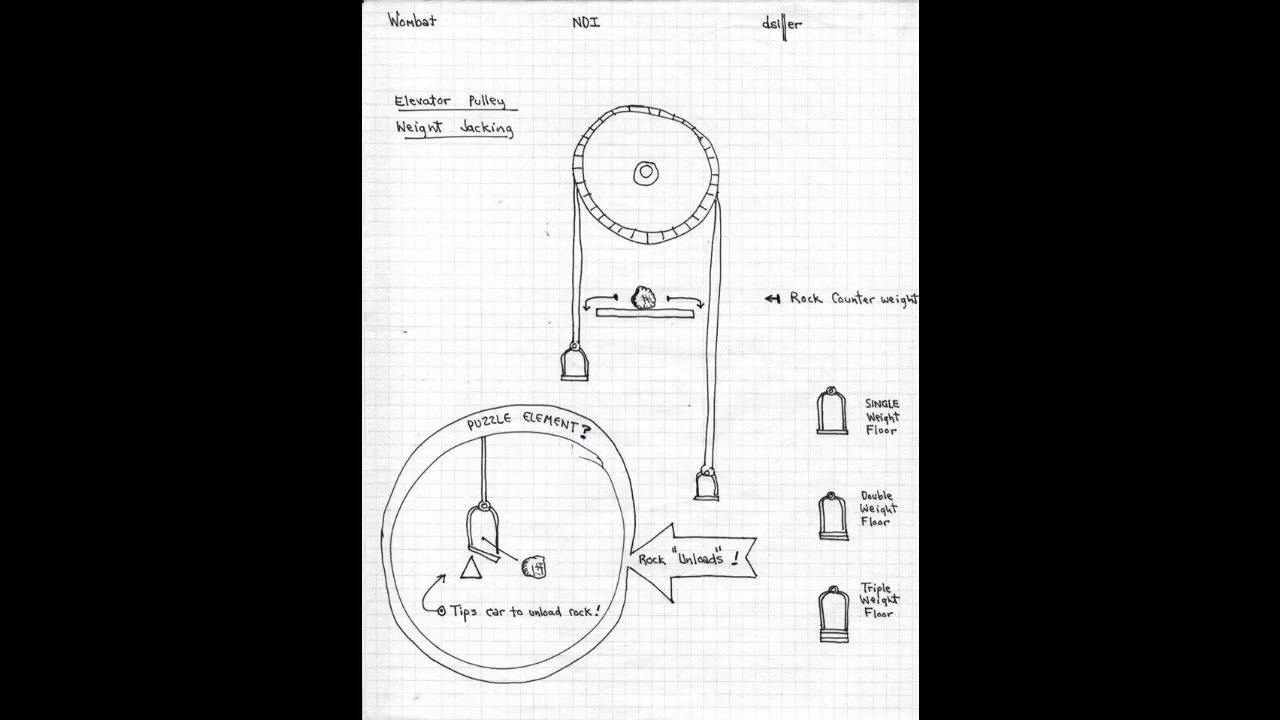 Wombat
NDI
dsiller
Elevator Pulley
Weight Jacking
Rock Counter weight
PUZZLE ELEMENT?
SINGLE
Weight
Floor
Double
Weight
Floor
Rock "Unloads" !
Tips car to unload rock!
Triple
Weight
Floor